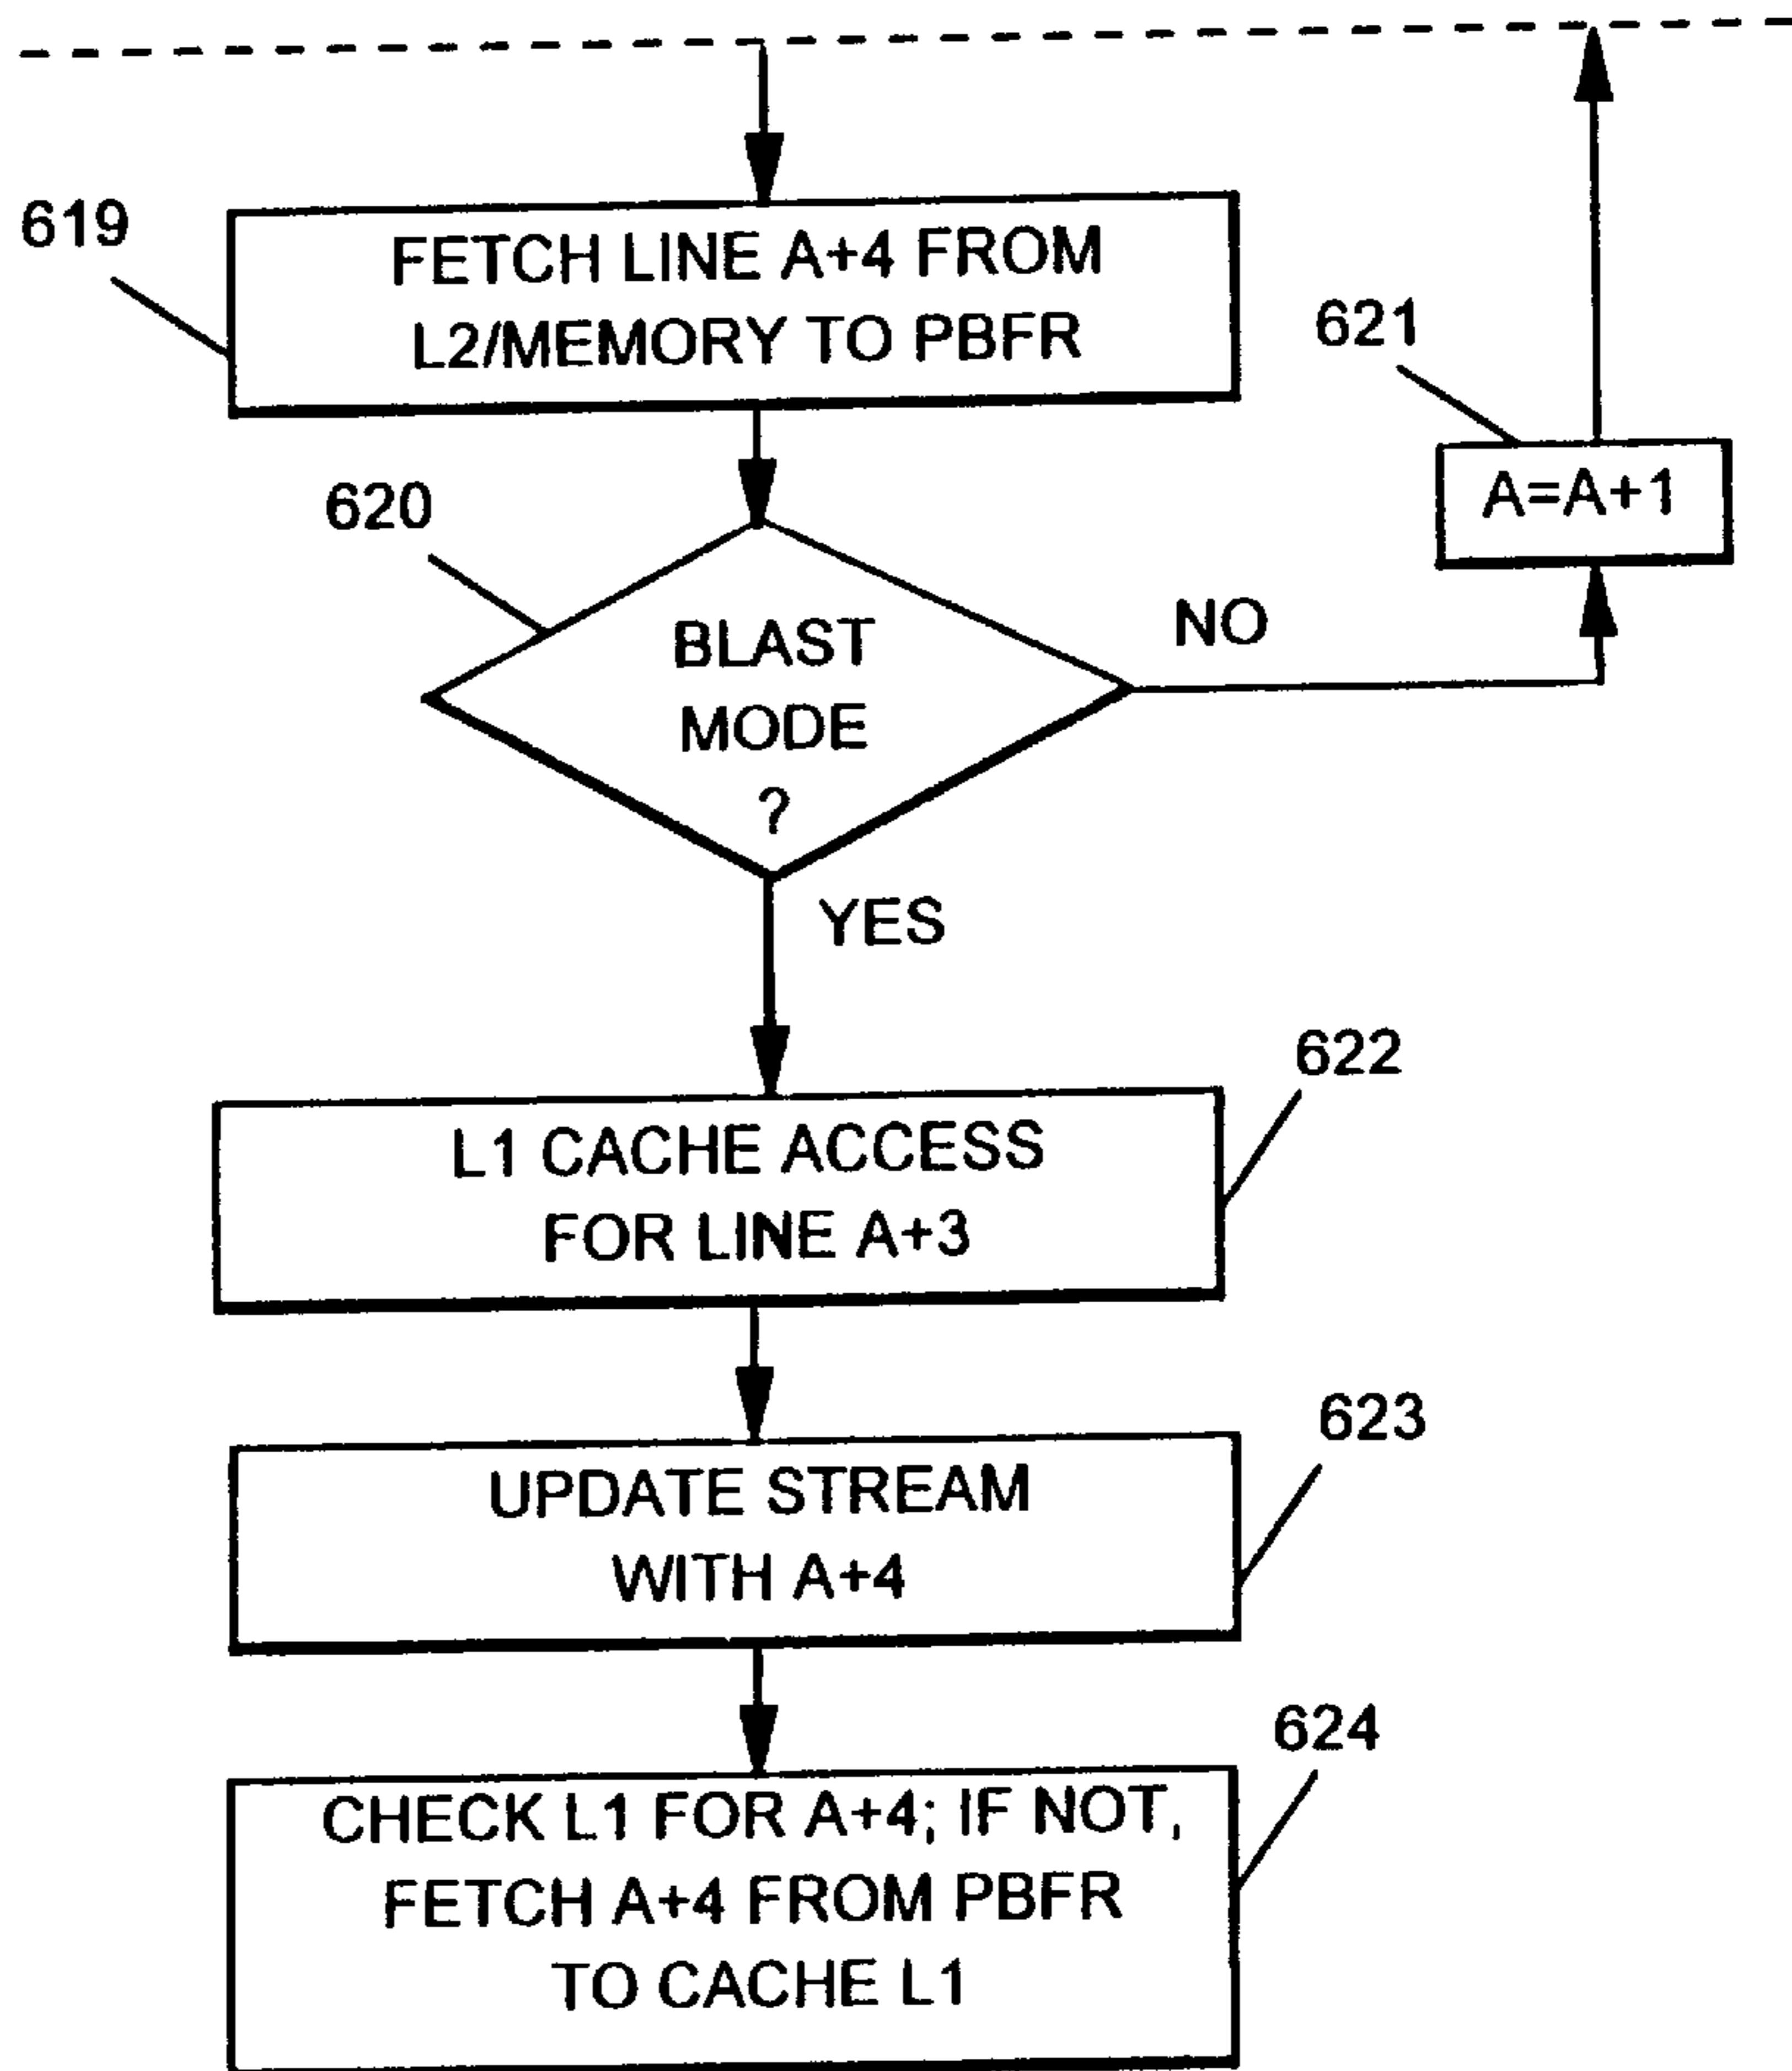 619
FETCH LINE A+4 FROM
L2/MEMORY TO PBFR
621
A=A+1
620
BLAST
MODE
?
NO
YES
622
L1 CACHE ACCESS
FOR LINE A+3
623
UPDATE STREAM
WITH A+4
624
CHECK L1 FOR A+4; IF NOT,
FETCH A+4 FROM PBFR
TO CACHE L1